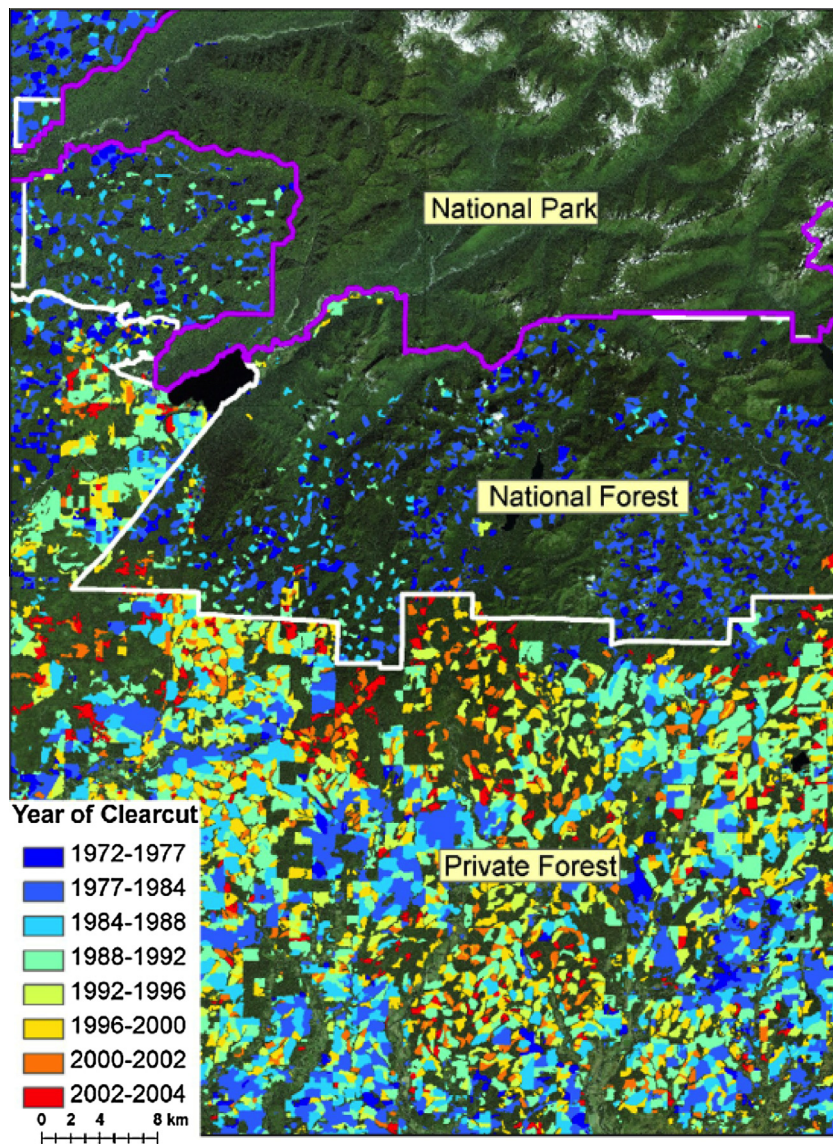 National Park
National Forest
Private Forest
Year of Clearcut
1972-1977
1977-1984
1984-1988
1988-1992
1992-1996
1996-2000
2000-2002
2002-2004
0 2 4 8 km